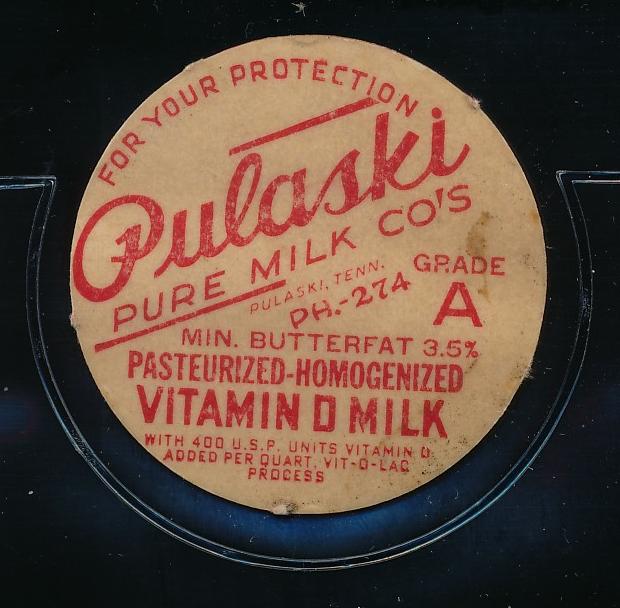 FOR YOUR PROTECTION
Pulaski
PURE MILK CO'S
PULASKI, TENN.
PH.-274
GRADE
A
MIN. BUTTERFAT 3.5%
PASTEURIZED-HOMOGENIZED
VITAMIN D MILK
WITH 400 U.S.P. UNITS VITAMIN D
ADDED PER QUART. VIT-O-LAC
PROCESS